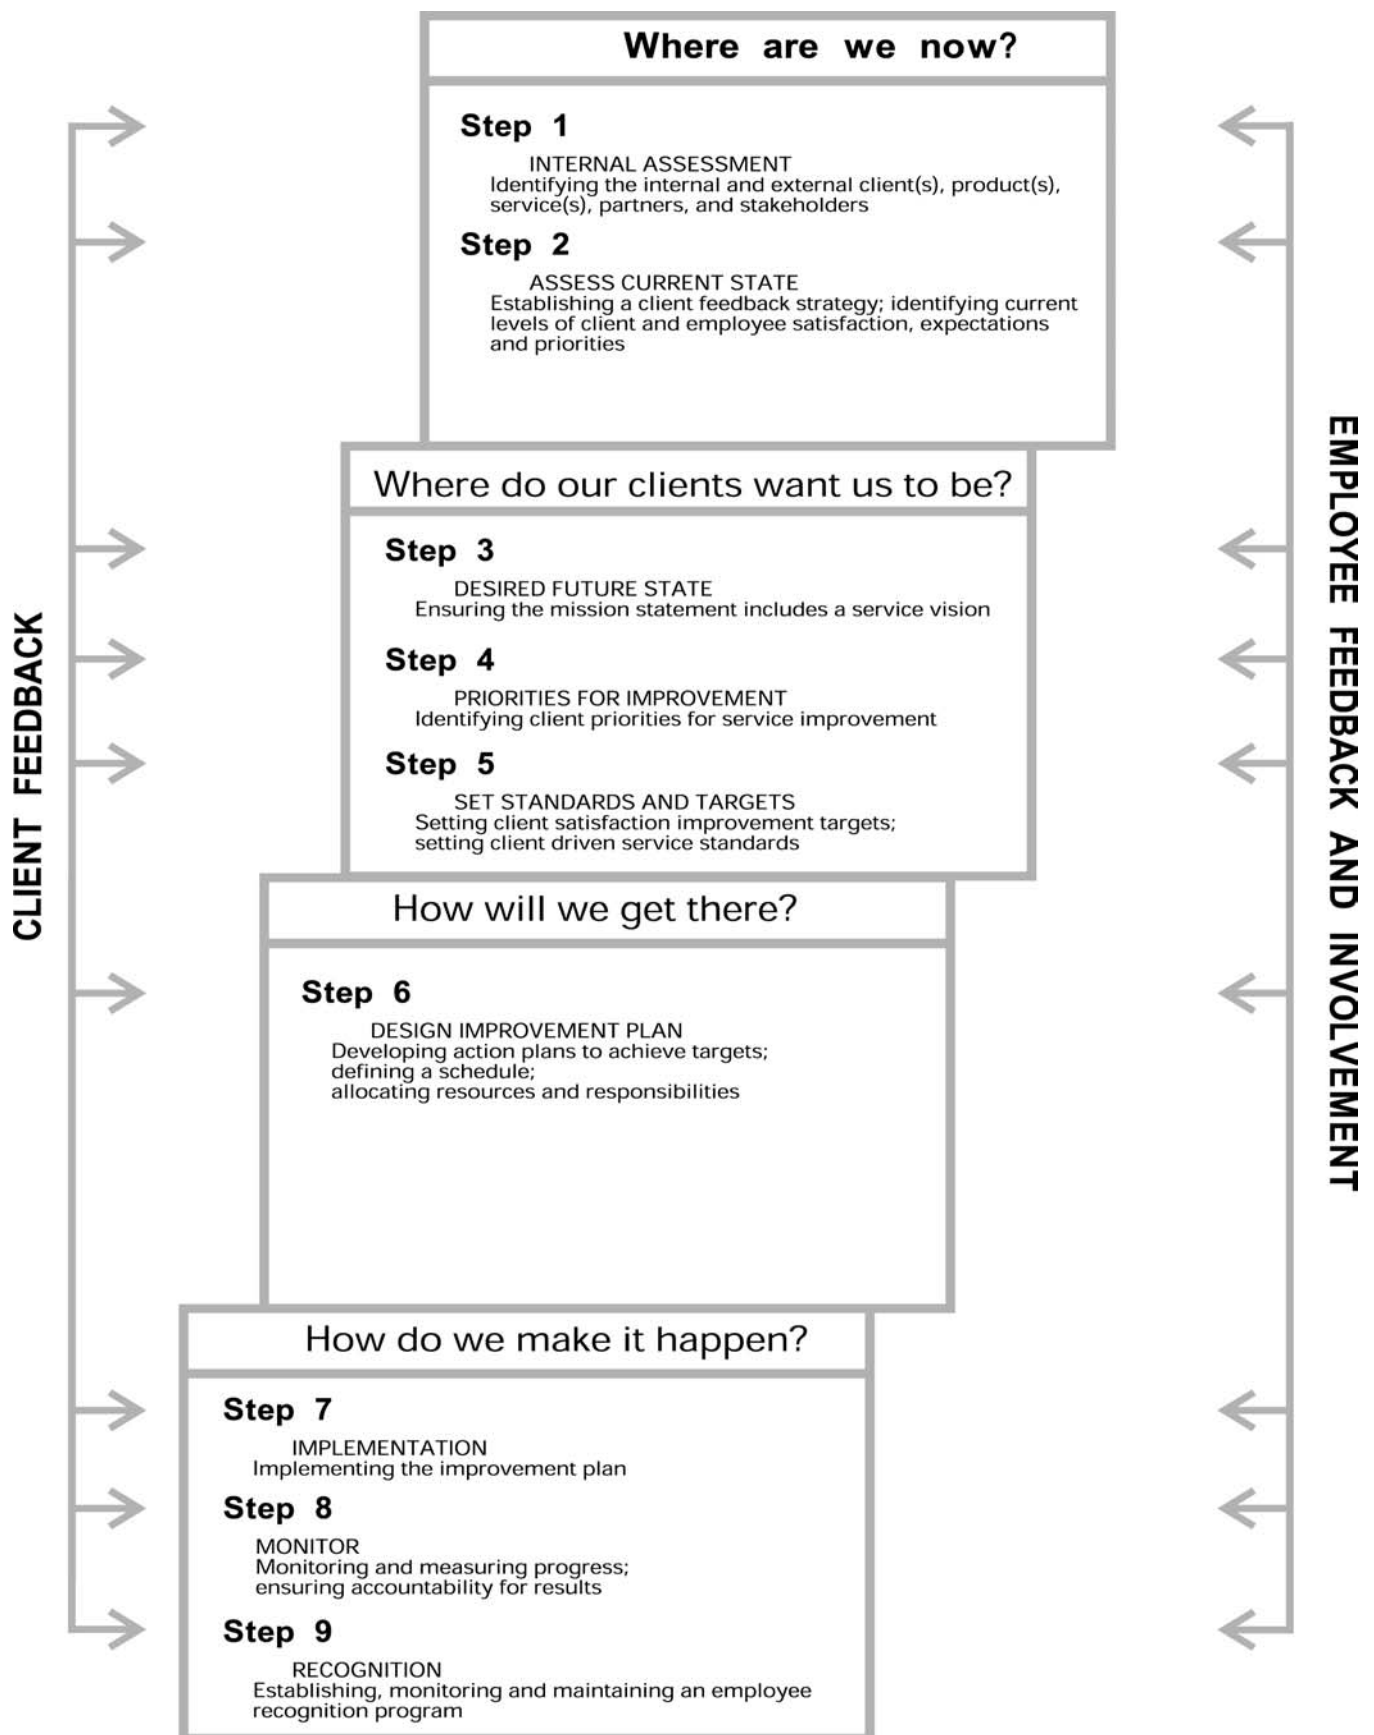 Where are we now?
Step 1
INTERNAL ASSESSMENT
Identifying the internal and external client(s), product(s),
service(s), partners, and stakeholders
Step 2
ASSESS CURRENT STATE
Establishing a client feedback strategy; identifying current
levels of client and employee satisfaction, expectations
and priorities
Where do our clients want us to be?
Step 3
DESIRED FUTURE STATE
Ensuring the mission statement includes a service vision
Step 4
PRIORITIES FOR IMPROVEMENT
Identifying client priorities for service improvement
Step 5
SET STANDARDS AND TARGETS
Setting client satisfaction improvement targets;
setting client driven service standards
How will we get there?
Step 6
DESIGN IMPROVEMENT PLAN
Developing action plans to achieve targets;
defining a schedule;
allocating resources and responsibilities
How do we make it happen?
Step 7
IMPLEMENTATION
Implementing the improvement plan
Step 8
MONITOR
Monitoring and measuring progress;
ensuring accountability for results
Step 9
RECOGNITION
Establishing, monitoring and maintaining an employee
recognition program
CLIENT FEEDBACK
EMPLOYEE FEEDBACK AND INVOLVEMENT